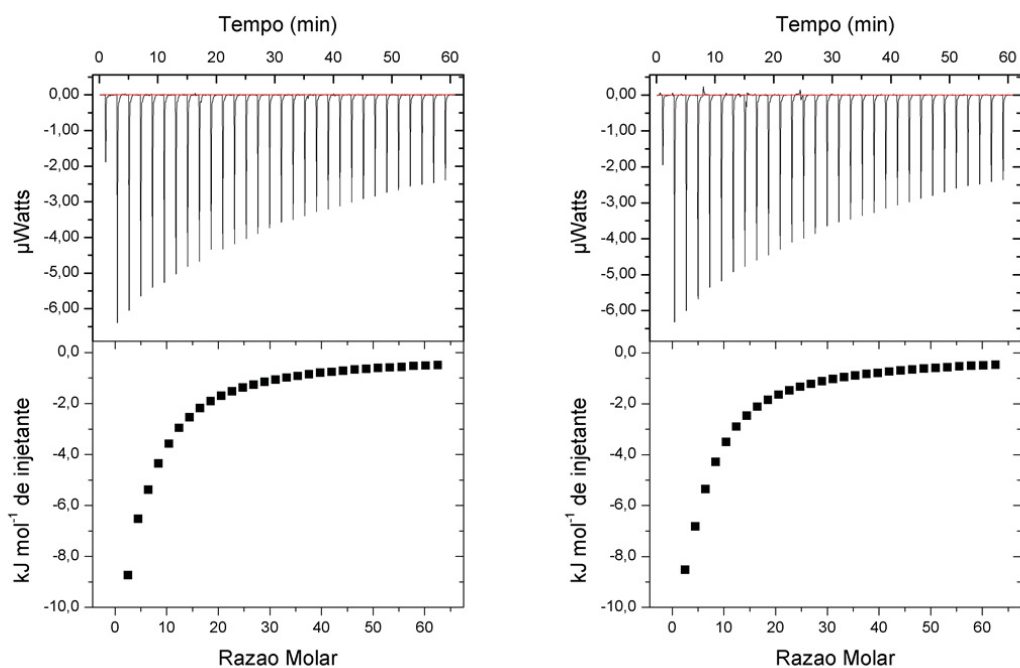 Tempo (min)
0 10 20 30 40 50 60
0,00
-1,00
-2,00
-3,00
-4,00
-5,00
-6,00
µWatts
0,0
-2,0
-4,0
-6,0
-8,0
-10,0
kJ mol⁻¹ de injetante
0 10 20 30 40 50 60
Razao Molar
Tempo (min)
0 10 20 30 40 50 60
0,00
-1,00
-2,00
-3,00
-4,00
-5,00
-6,00
µWatts
0,0
-2,0
-4,0
-6,0
-8,0
-10,0
kJ mol⁻¹ de injetante
0 10 20 30 40 50 60
Razao Molar